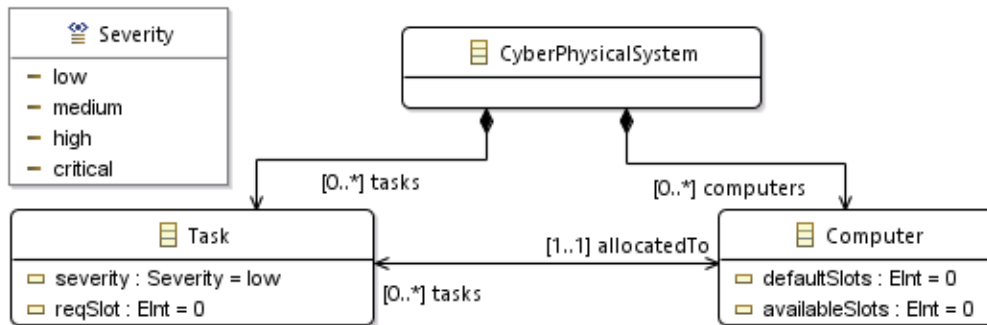 Severity
low
medium
high
critical
CyberPhysicalSystem
[0..*] tasks
[0..*] computers
Task
severity : Severity = low
reqSlot : EInt = 0
[1..1] allocatedTo
[0..*] tasks
Computer
defaultSlots : EInt = 0
availableSlots : EInt = 0